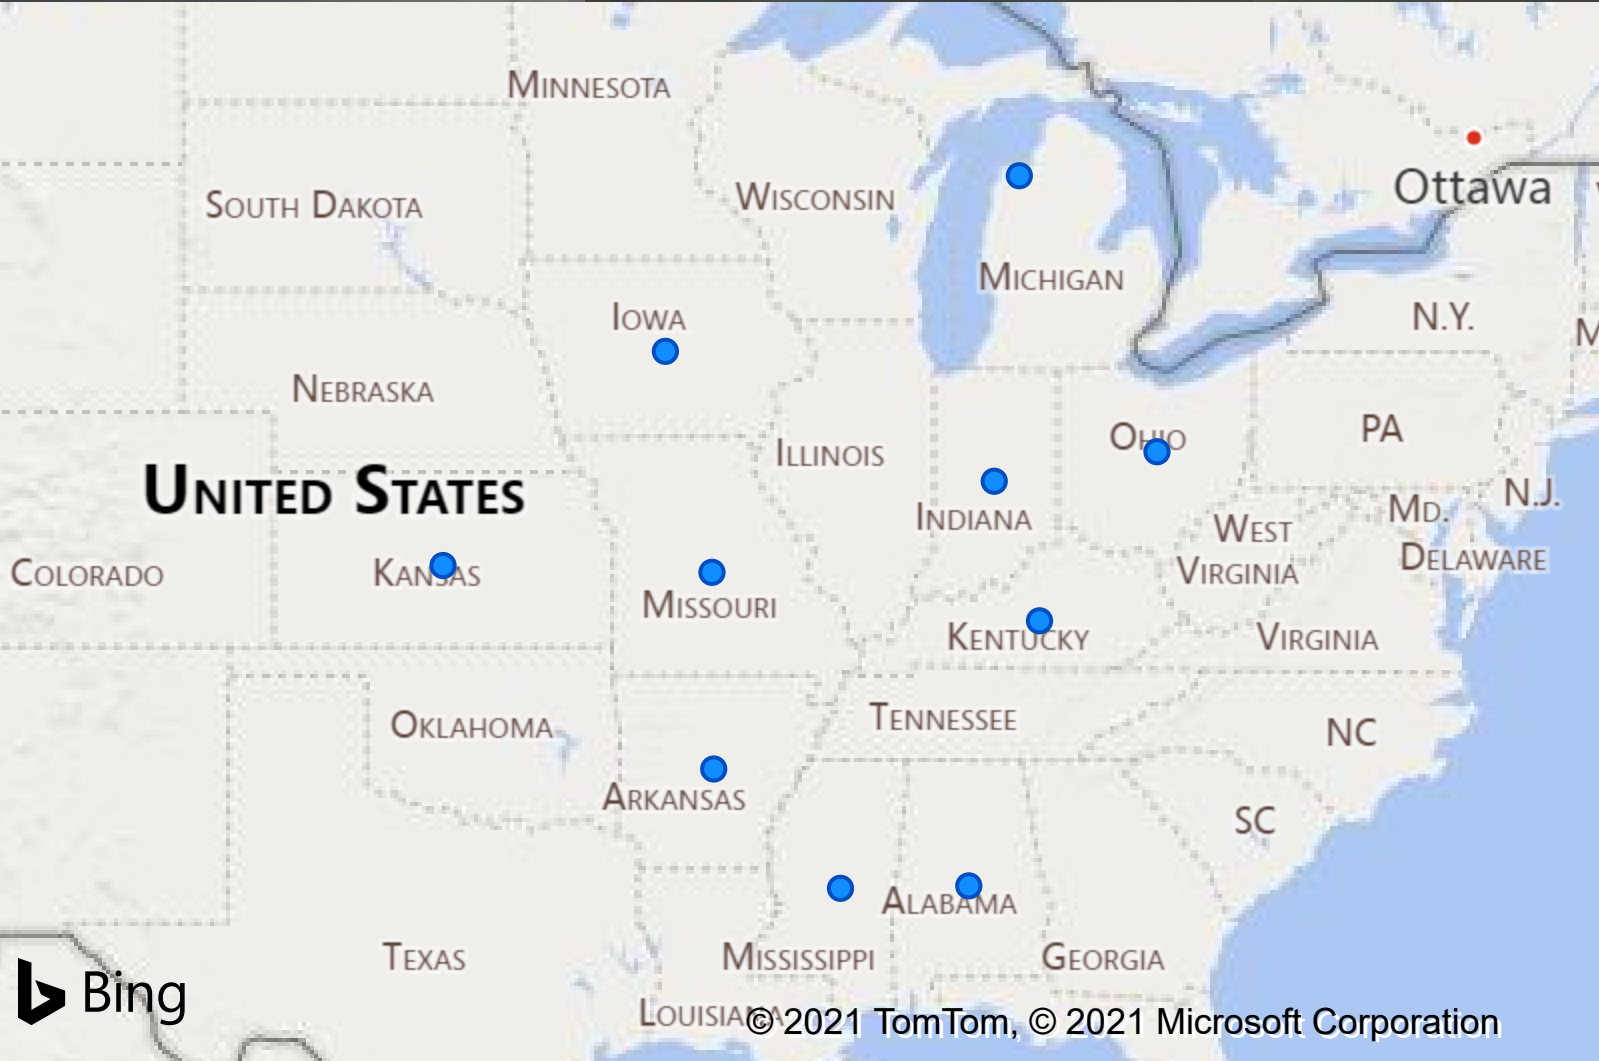 MINNESOTA
SOUTH DAKOTA
WISCONSIN
Ottawa
MICHIGAN
IOWA
N.Y.
NEBRASKA
OHIO
PA
ILLINOIS
UNITED STATES
INDIANA
MD.
N.J.
WEST
VIRGINIA
DELAWARE
COLORADO
KANSAS
MISSOURI
KENTUCKY
VIRGINIA
TENNESSEE
OKLAHOMA
NC
ARKANSAS
SC
ALABAMA
TEXAS
MISSISSIPPI
GEORGIA
Bing
LOUISIANA
© 2021 TomTom, © 2021 Microsoft Corporation